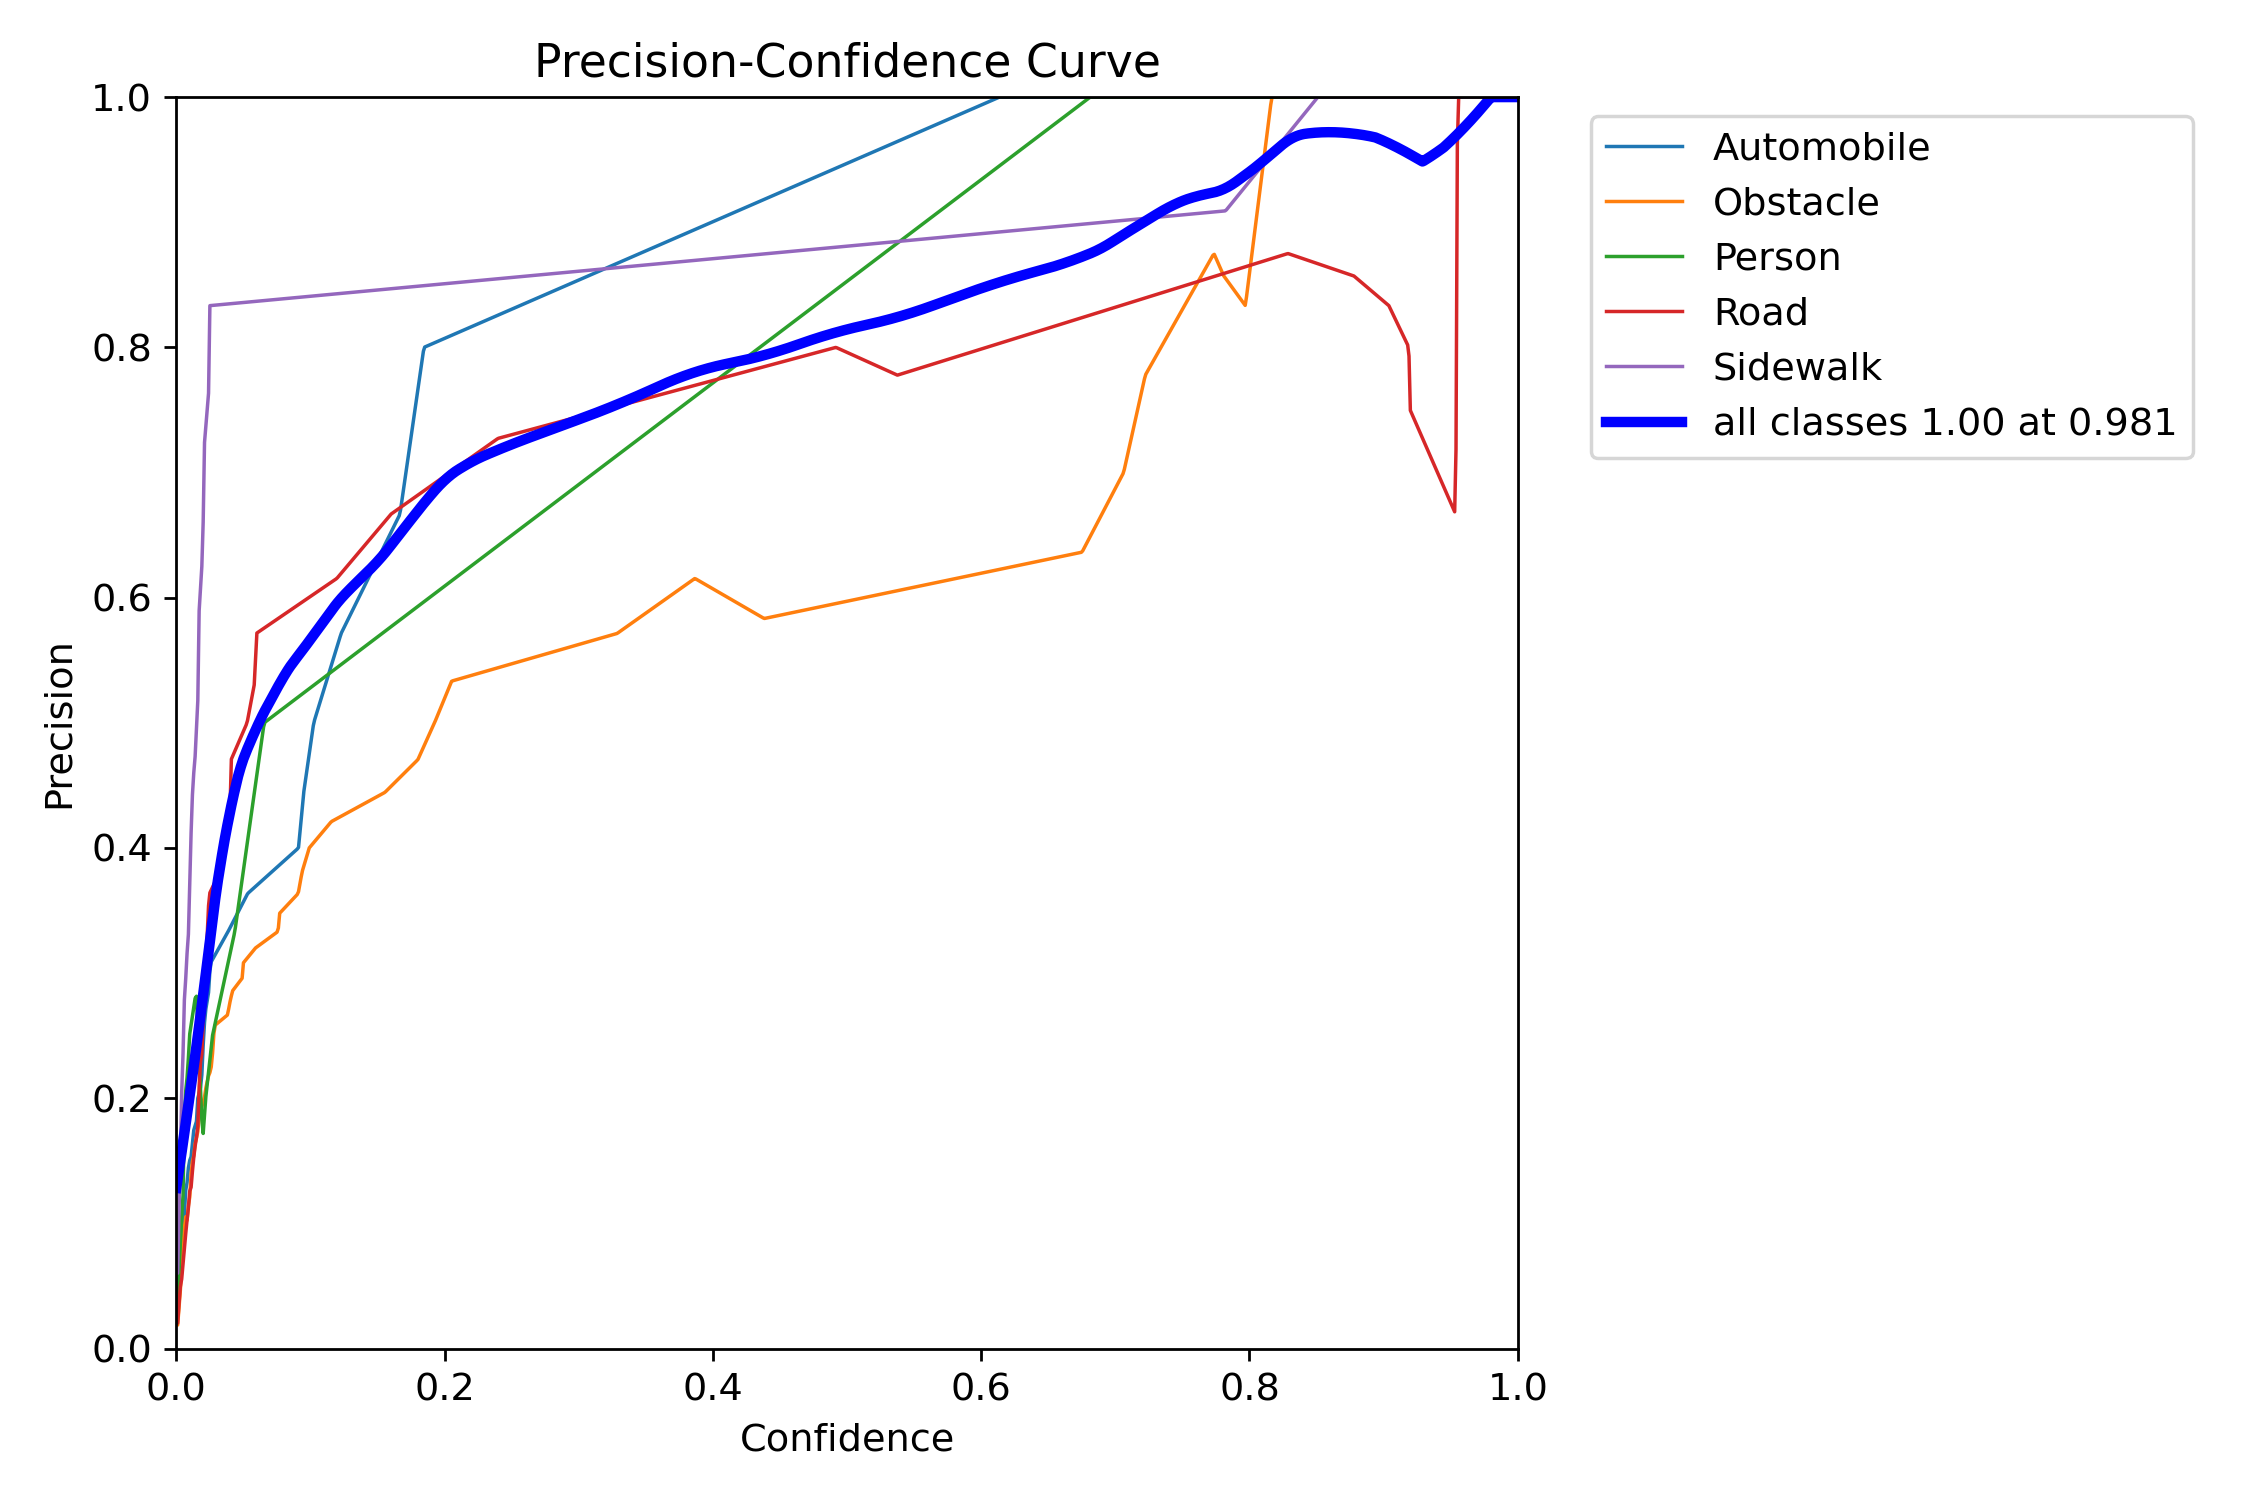 Precision-Confidence Curve
1.0
0.8
0.6
0.4
0.2
0.0
Precision
0.0 0.2 0.4 0.6 0.8 1.0
Confidence
Automobile
Obstacle
Person
Road
Sidewalk
all classes 1.00 at 0.981